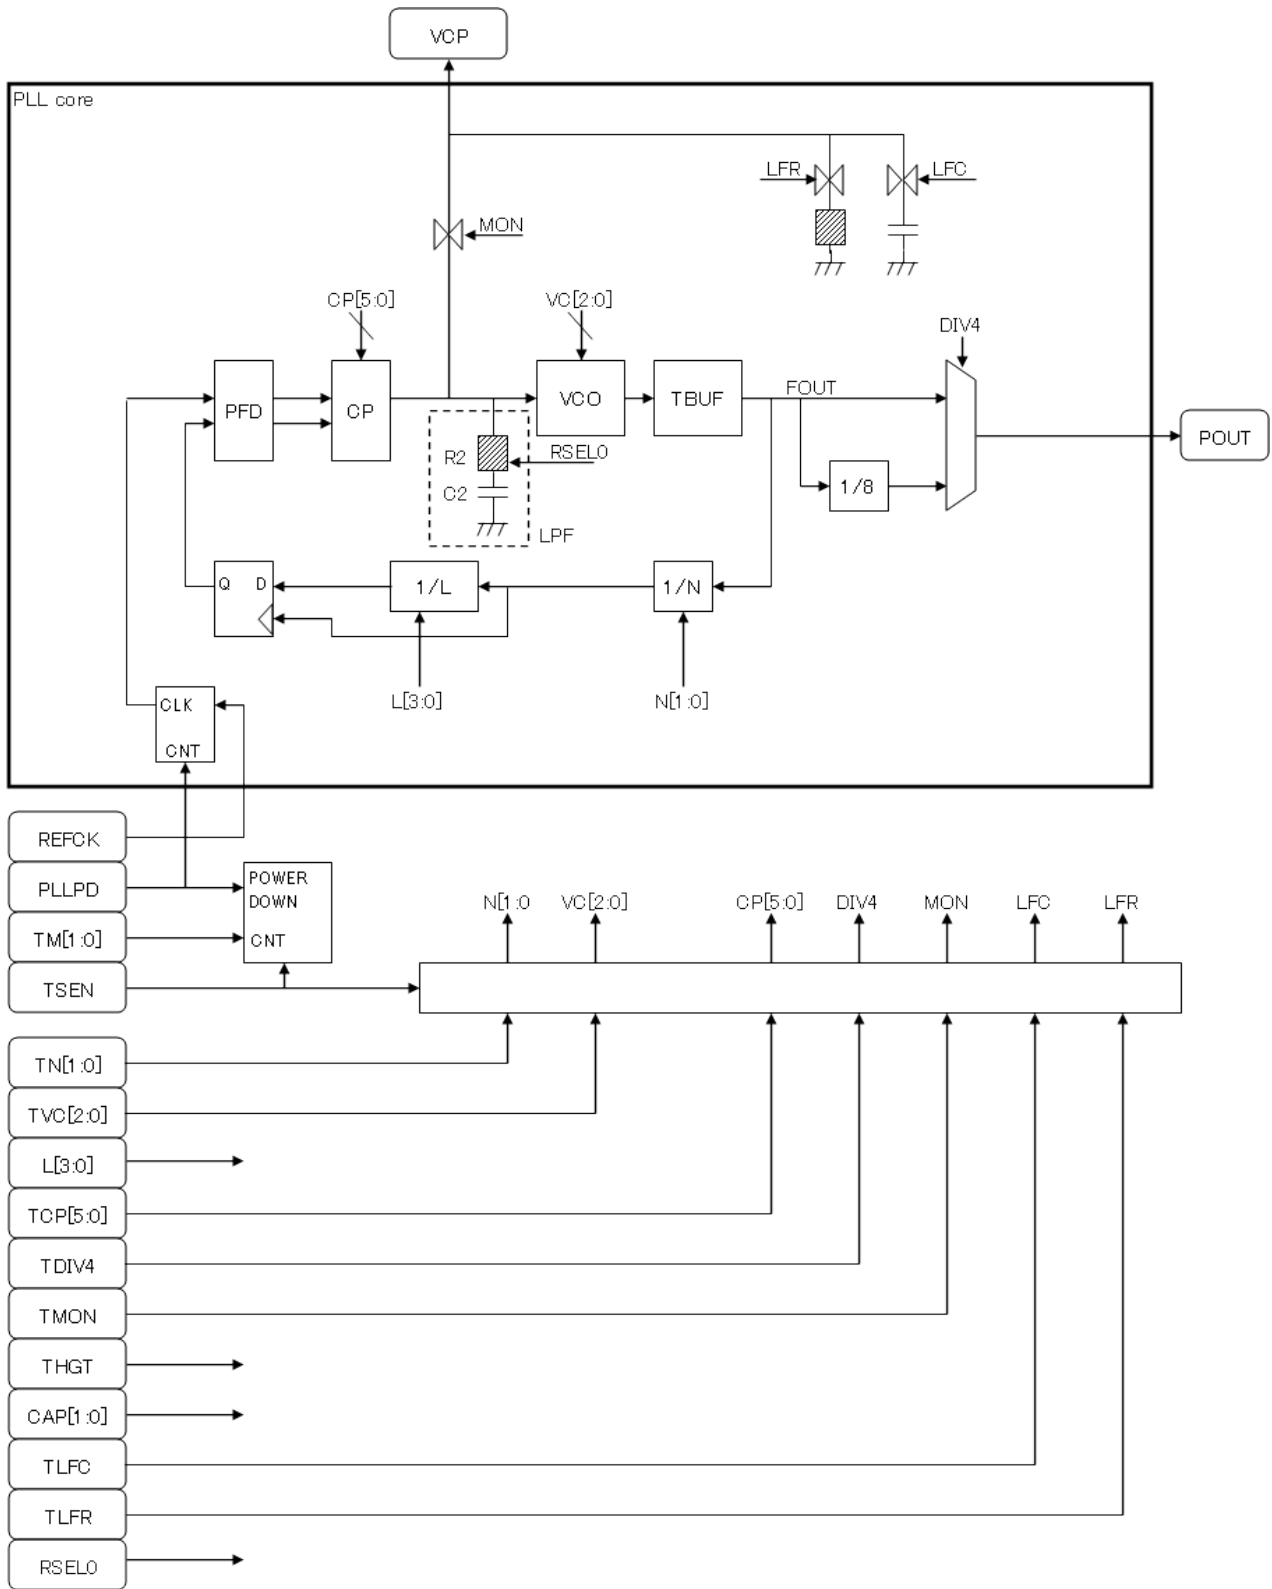 VCP
PLL core
LFR
LFC
MON
CP[5:0]
VC[2:0]
DIV4
PFD
CP
VCO
TBUF
FOUT
POUT
R2
RSEL0
C2
1/8
LPF
Q D
1/L
1/N
L[3:0]
N[1:0]
CLK
CNT
REFCK
PLLPD
POWER
DOWN
CNT
N[1:0
VC[2:0]
CP[5:0]
DIV4
MON
LFC
LFR
TM[1:0]
TSEN
TN[1:0]
TVC[2:0]
L[3:0]
TCP[5:0]
TDIV4
TMON
THGT
CAP[1:0]
TLFC
TLFR
RSEL0